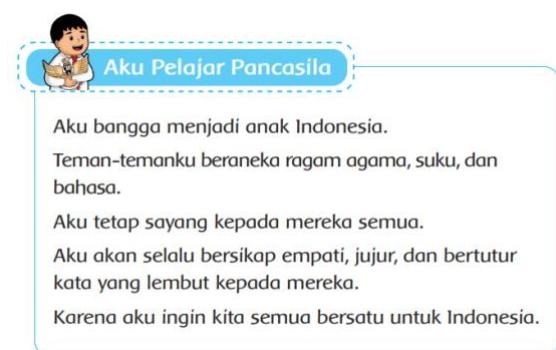 Aku Pelajar Pancasila
Aku bangga menjadi anak Indonesia.
Teman-temanku beraneka ragam agama, suku, dan
bahasa.
Aku tetap sayang kepada mereka semua.
Aku akan selalu bersikap empati, jujur, dan bertutur
kata yang lembut kepada mereka.
Karena aku ingin kita semua bersatu untuk Indonesia.